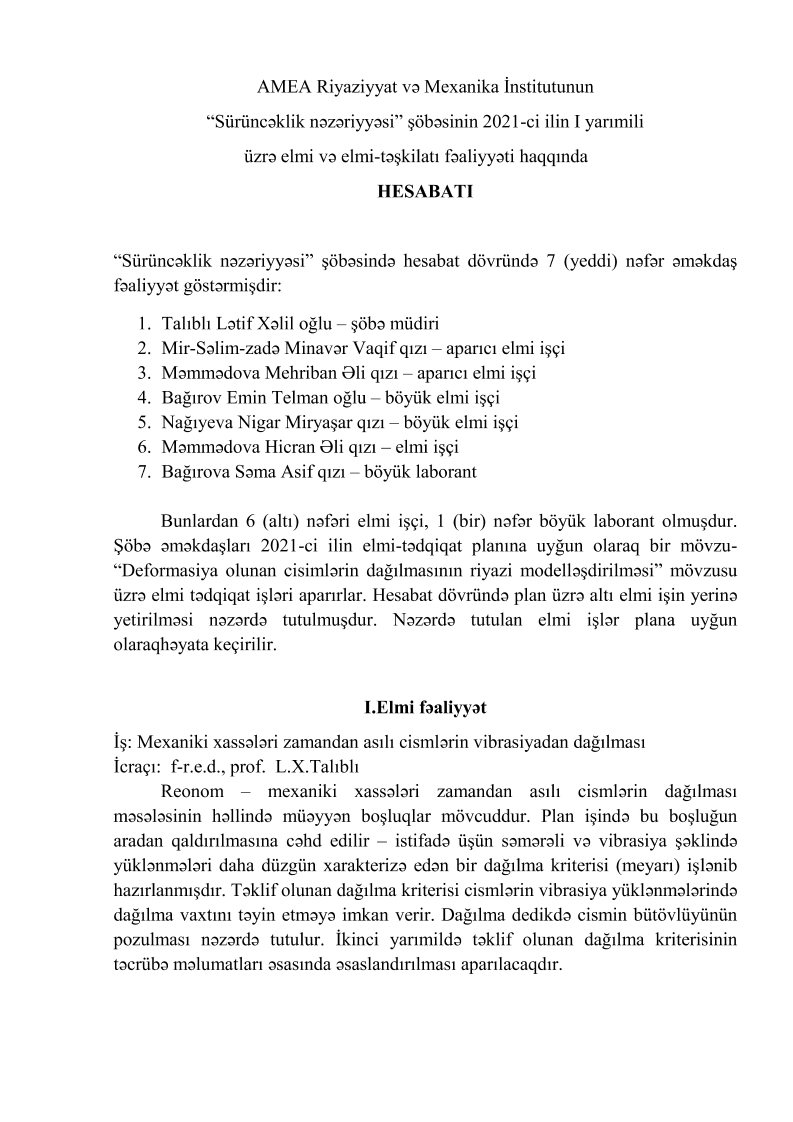 AMEA Riyaziyyat və Mexanika İnstitutunun
“Sürüncəklik nəzəriyyəsi” şöbəsinin 2021-ci ilin I yarımili
üzrə elmi və elmi-təşkilatı fəaliyyəti haqqında
HESABATI
“Sürüncəklik nəzəriyyəsi” şöbəsində hesabat dövründə 7 (yeddi) nəfər əməkdaş
fəaliyyət göstərmişdir:
1. Talıblı Lətif Xəlil oğlu – şöbə müdiri
2. Mir-Səlim-zadə Minavər Vaqif qızı – aparıcı elmi işçi
3. Məmmədova Mehriban Əli qızı – aparıcı elmi işçi
4. Bağırov Emin Telman oğlu – böyük elmi işçi
5. Nağıyeva Nigar Miryaşar qızı – böyük elmi işçi
6. Məmmədova Hicran Əli qızı – elmi işçi
7. Bağırova Səma Asif qızı – böyük laborant
Bunlardan 6 (altı) nəfəri elmi işçi, 1 (bir) nəfər böyük laborant olmuşdur.
Şöbə əməkdaşları 2021-ci ilin elmi-tədqiqat planına uyğun olaraq bir mövzu-
“Deformasiya olunan cisimlərin dağılmasının riyazi modelləşdirilməsi” mövzusu
üzrə elmi tədqiqat işləri aparırlar. Hesabat dövründə plan üzrə altı elmi işin yerinə
yetirilməsi nəzərdə tutulmuşdur. Nəzərdə tutulan elmi işlər plana uyğun
olaraqhəyata keçirilir.
I.Elmi fəaliyyət
İş: Mexaniki xassələri zamandan asılı cismlərin vibrasiyadan dağılması
İcraçı: f-r.e.d., prof. L.X.Talıblı
Reonom – mexaniki xassələri zamandan asılı cismlərin dağılması
məsələsinin həllində müəyyən boşluqlar mövcuddur. Plan işində bu boşluğun
aradan qaldırılmasına cəhd edilir – istifadə üşün səmərəli və vibrasiya şəklində
yüklənmələri daha düzgün xarakterizə edən bir dağılma kriterisi (meyarı) işlənib
hazırlanmışdır. Təklif olunan dağılma kriterisi cismlərin vibrasiya yüklənmələrində
dağılma vaxtını təyin etməyə imkan verir. Dağılma dedikdə cismin bütövlüyünün
pozulması nəzərdə tutulur. İkinci yarımildə təklif olunan dağılma kriterisinin
təcrübə məlumatları əsasında əsaslandırılması aparılacaqdır.